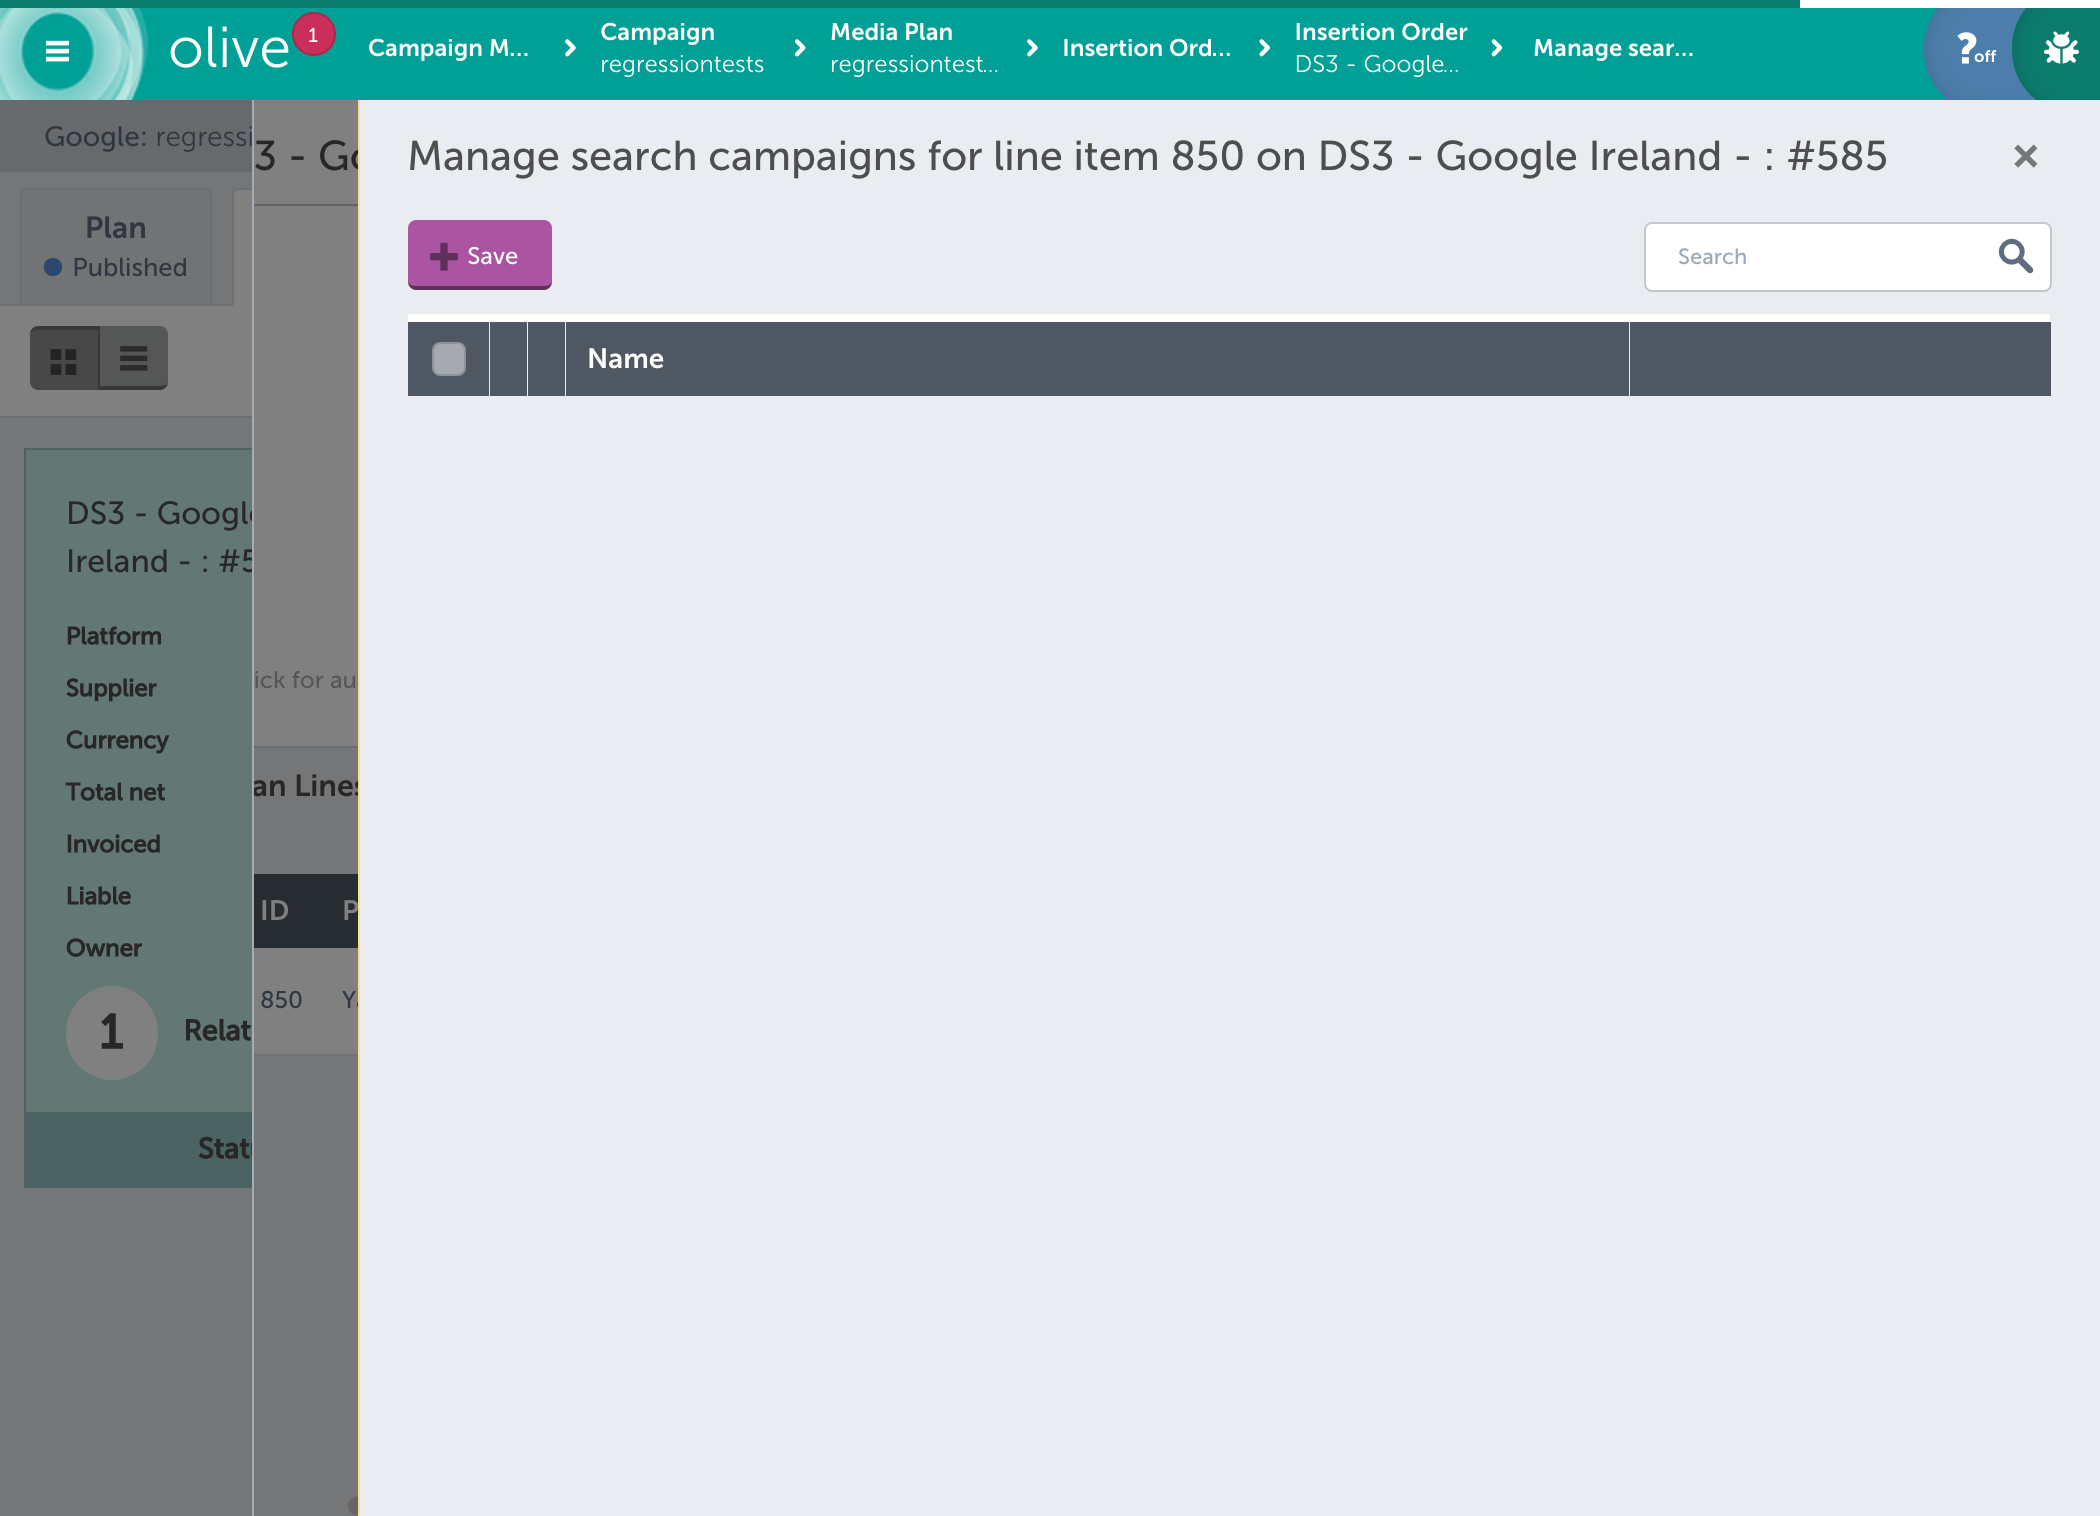 olive
1
Campaign M...
Campaign
regressiontests
Media Plan
regressiontest...
Insertion Ord...
Insertion Order
DS3 - Google...
Manage sear...
?off
Google: regressi
3 - Go
Manage search campaigns for line item 850 on DS3 - Google Ireland - : #585
Plan
Published
Save
Search
Name
DS3 - Googl
Ireland - : #5
Platform
Supplier
ick for au
Currency
Total net
an Lines
Invoiced
Liable
ID P
Owner
850 Ya
1 Relat
Stat